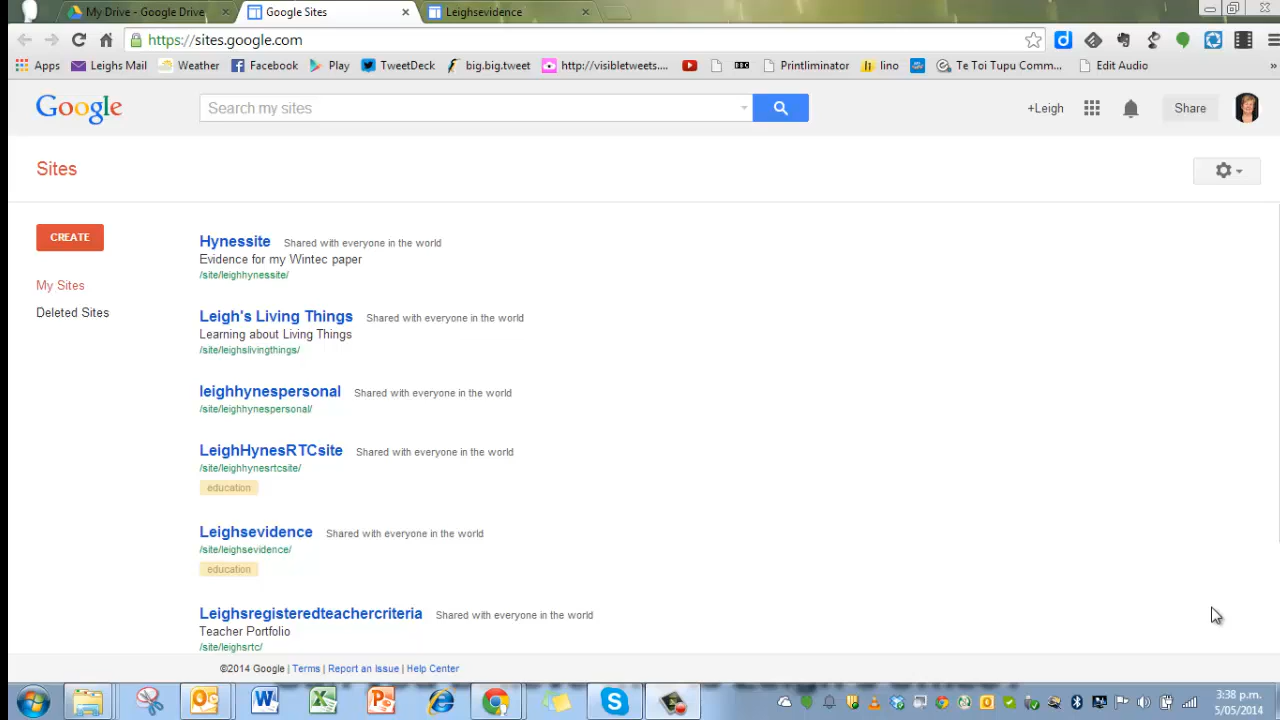 My Drive - Google Drive
Google Sites
Leighsevidence
https://sites.google.com
Apps
Leighs Mail
Weather
Facebook
Play
TweetDeck
big.big.tweet
http://visibletweets....
Printliminator
lino
Te Toi Tupu Comm...
Edit Audio
Google
Search my sites
+Leigh
Share
Sites
CREATE
My Sites
Deleted Sites
Hynessite Shared with everyone in the world
Evidence for my Wintec paper
/site/leighhynessite/
Leigh's Living Things Shared with everyone in the world
Learning about Living Things
/site/leighslivingthings/
leighhynespersonal Shared with everyone in the world
/site/leighhynespersonal/
LeighHynesRTCsite Shared with everyone in the world
/site/leighhynesrtcsite/
education
Leighsevidence Shared with everyone in the world
/site/leighsevidence/
education
Leighsregisteredteachercriteria Shared with everyone in the world
Teacher Portfolio
/site/leighsrtc/
©2014 Google | Terms | Report an Issue | Help Center
3:38 p.m.
5/05/2014